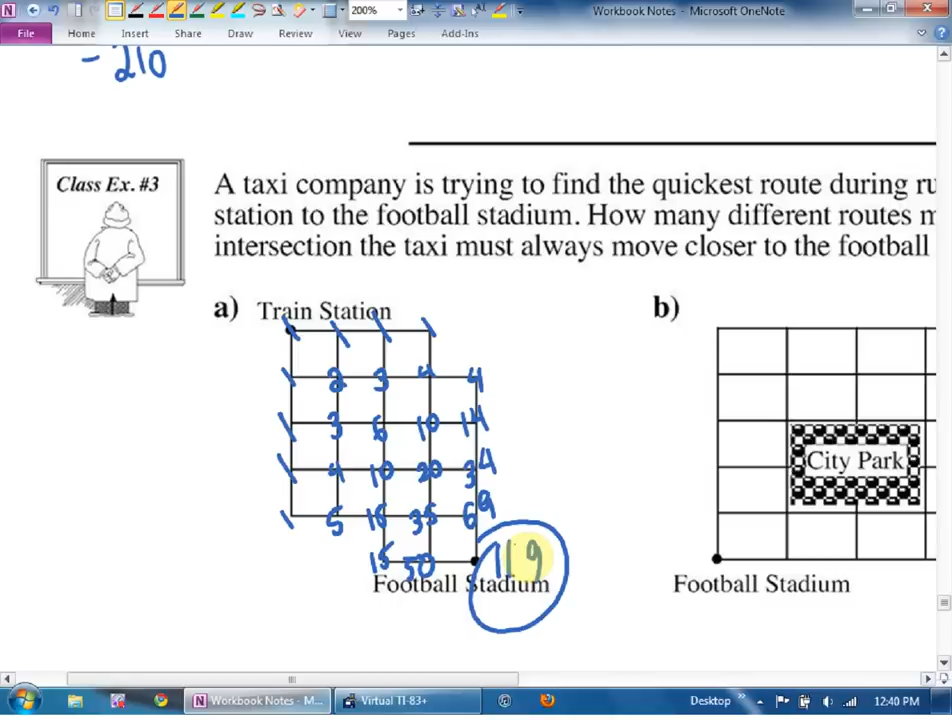 200%
Workbook Notes - Microsoft OneNote
File Home Insert Share Draw Review View Pages Add-Ins
- 210
Class Ex. #3
A taxi company is trying to find the quickest route during ru
station to the football stadium. How many different routes m
intersection the taxi must always move closer to the football
a) Train Station
b)
1 1 1 1
1 2 3 4 4
1 3 6 10 14
1 4 10 20 34
City Park
1 5 15 35 69
15 50 119
Football Stadium
Football Stadium
Workbook Notes - M...
Virtual TI-83+
Desktop
12:40 PM